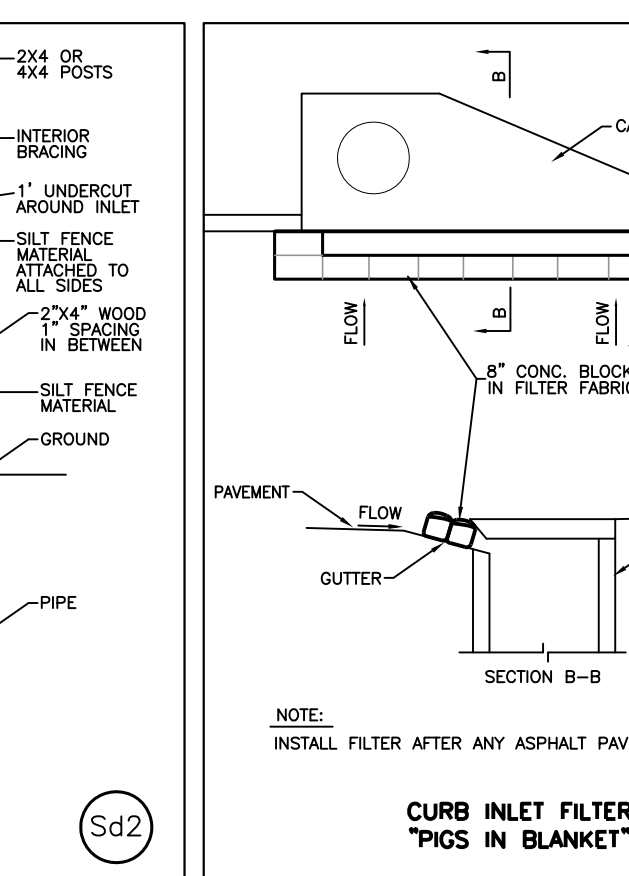 2X4 OR
4X4 POSTS
INTERIOR
BRACING
1' UNDERCUT
AROUND INLET
SILT FENCE
MATERIAL
ATTACHED TO
ALL SIDES
2"X4" WOOD
1" SPACING
IN BETWEEN
SILT FENCE
MATERIAL
GROUND
PIPE
Sd2
B
B
FLOW
FLOW
8" CONC. BLOCK
IN FILTER FABRIC
PAVEMENT
FLOW
GUTTER
SECTION B-B
NOTE:
INSTALL FILTER AFTER ANY ASPHALT
CURB INLET FILTER
"PIGS IN BLANKET"